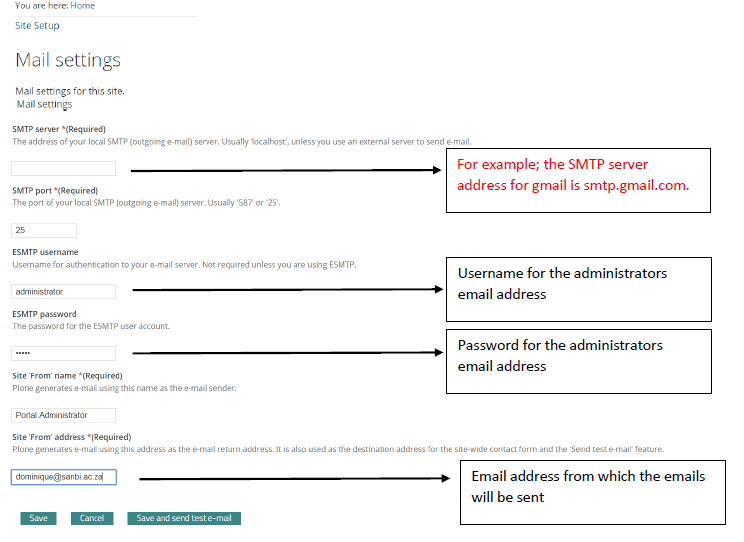 You are here: Home
Site Setup
Mail settings
Mail settings for this site.
Mail settings
SMTP server *(Required)
The address of your local SMTP (outgoing e-mail) server. Usually 'localhost', unless you use an external server to send e-mail.
For example; the SMTP server
address for gmail is smtp.gmail.com.
SMTP port *(Required)
The port of your local SMTP (outgoing e-mail) server. Usually '587' or '25'.
25
ESMTP username
Username for authentication to your e-mail server. Not required unless you are using ESMTP.
administrator
Username for the administrators
email address
ESMTP password
The password for the ESMTP user account.
•••••
Password for the administrators
email address
Site 'From' name *(Required)
Plone generates e-mail using this name as the e-mail sender.
Portal Administrator
Site 'From' address *(Required)
Plone generates e-mail using this address as the e-mail return address. It is also used as the destination address for the site-wide contact form and the 'Send test e-mail' feature.
dominique@sanbi.ac.za
Email address from which the emails
will be sent
Save Cancel Save and send test e-mail